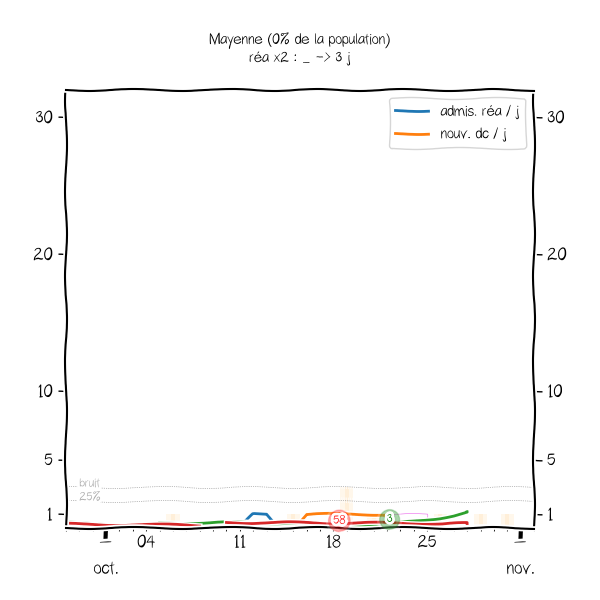 Mayenne (0% de la population)
réa x2 : _ -> 3 j
admis. réa / j
nouv. dc / j
30
30
20
20
10
10
5
5
bruit
25%
1
1
58
3
04
11
18
25
oct.
nov.